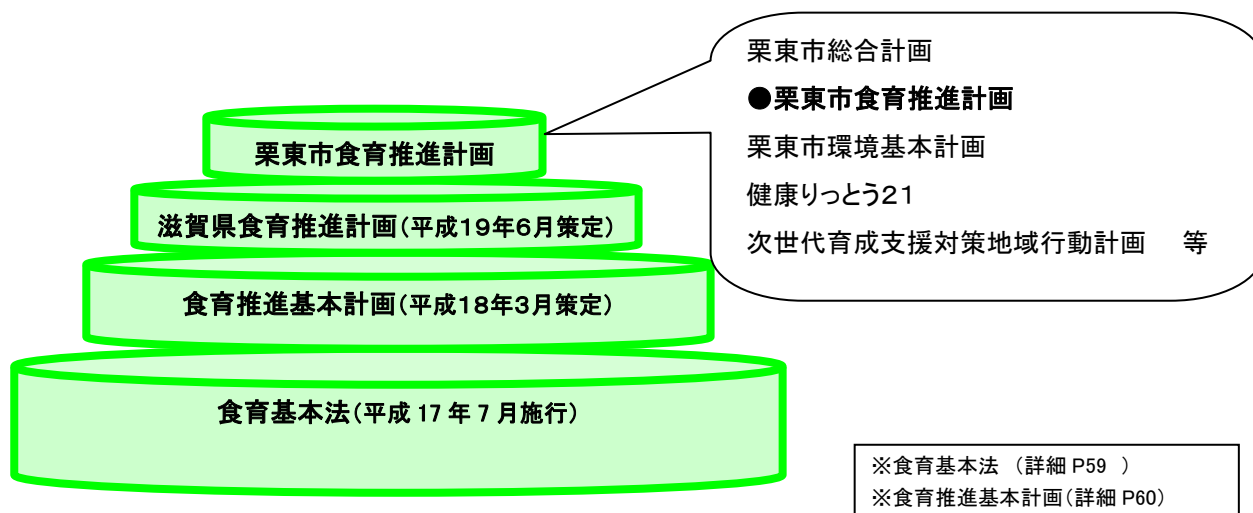 栗東市総合計画
●栗東市食育推進計画
栗東市環境基本計画
健康りっとう21
次世代育成支援対策地域行動計画　等
栗東市食育推進計画
滋賀県食育推進計画(平成19年6月策定)
食育推進基本計画(平成18年3月策定)
食育基本法(平成 17 年 7 月施行)
※食育基本法　(詳細 P59　)
※食育推進基本計画(詳細 P60)